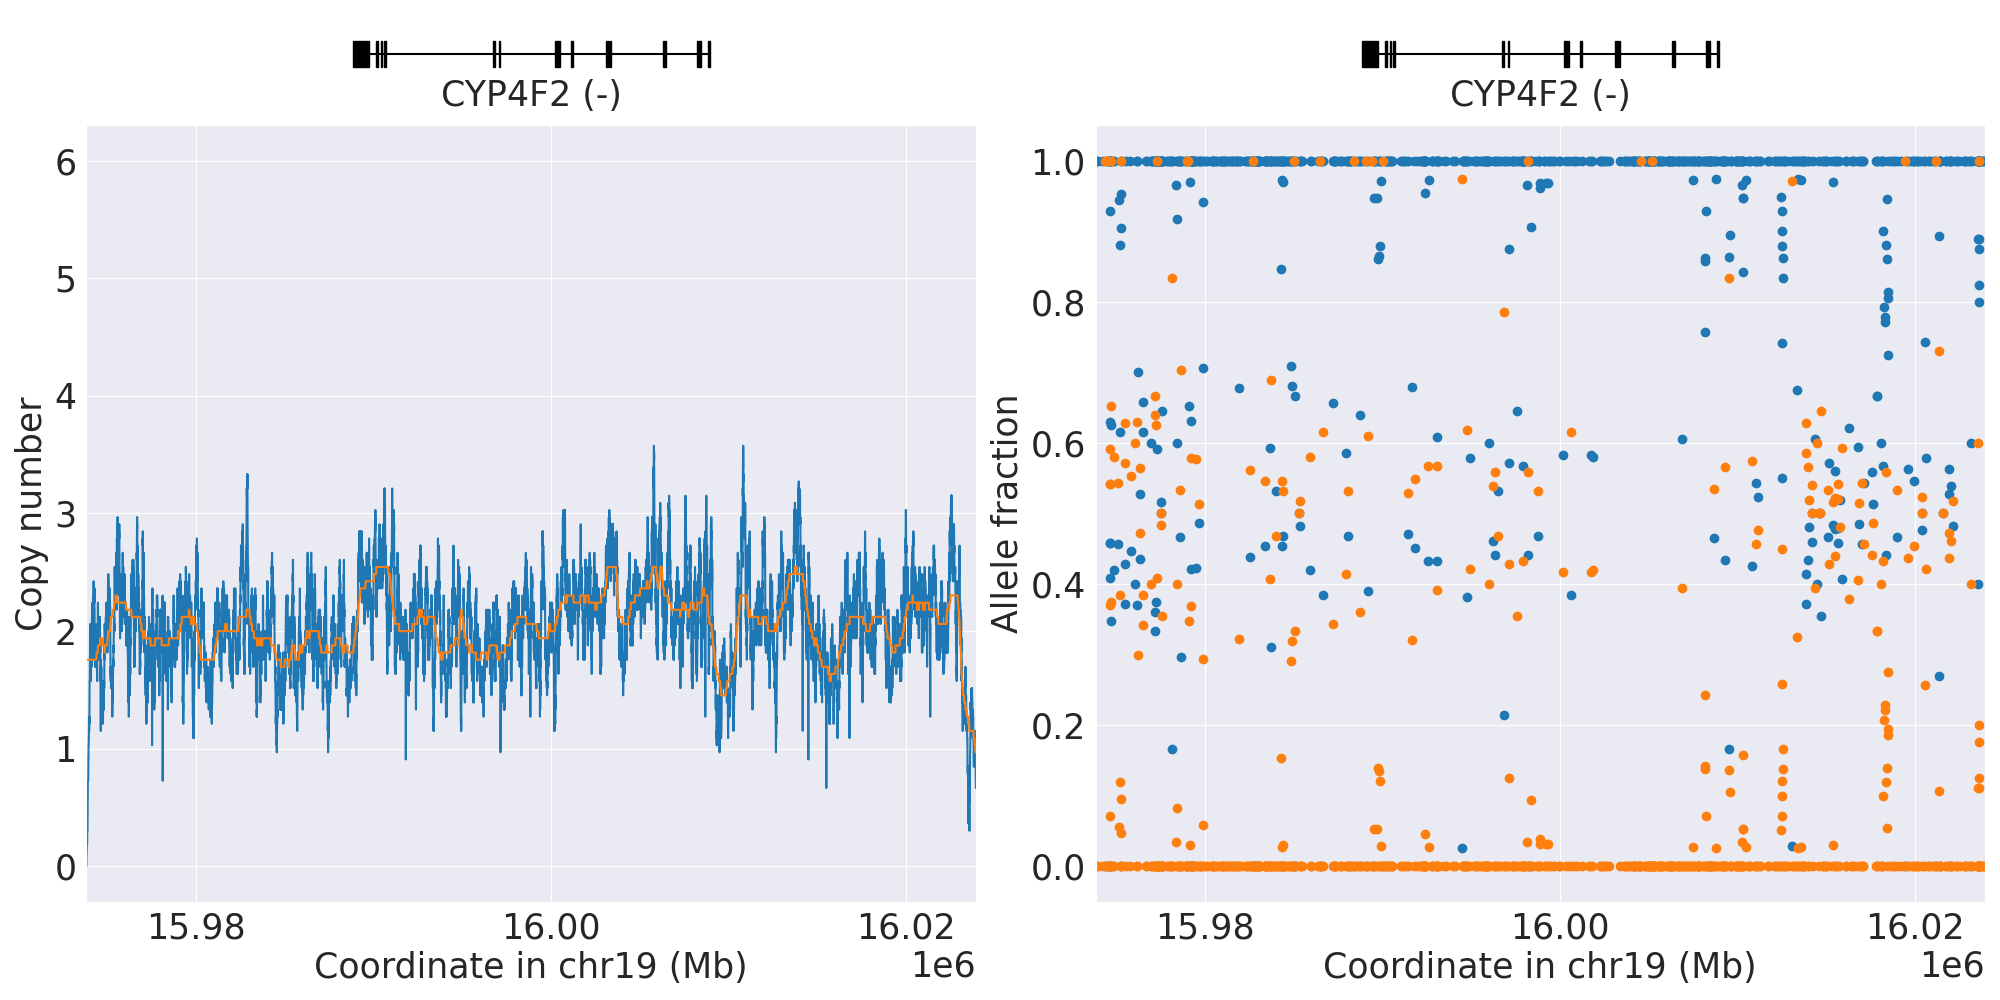 CYP4F2 (-)
6
5
4
3
2
1
0
Copy number
15.98
16.00
16.02
Coordinate in chr19 (Mb)
1e6
CYP4F2 (-)
1.0
0.8
0.6
0.4
0.2
0.0
Allele fraction
15.98
16.00
16.02
Coordinate in chr19 (Mb)
1e6